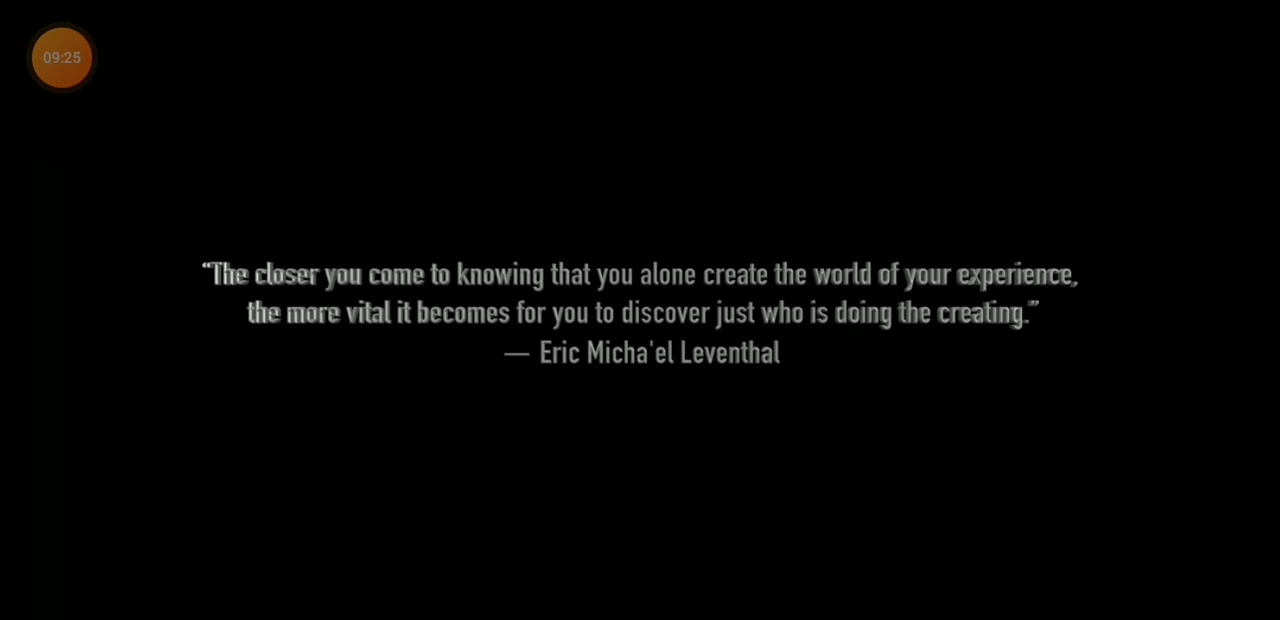 09:25
“The closer you come to knowing that you alone create the world of your experience,
the more vital it becomes for you to discover just who is doing the creating.”
— Eric Micha'el Leventhal